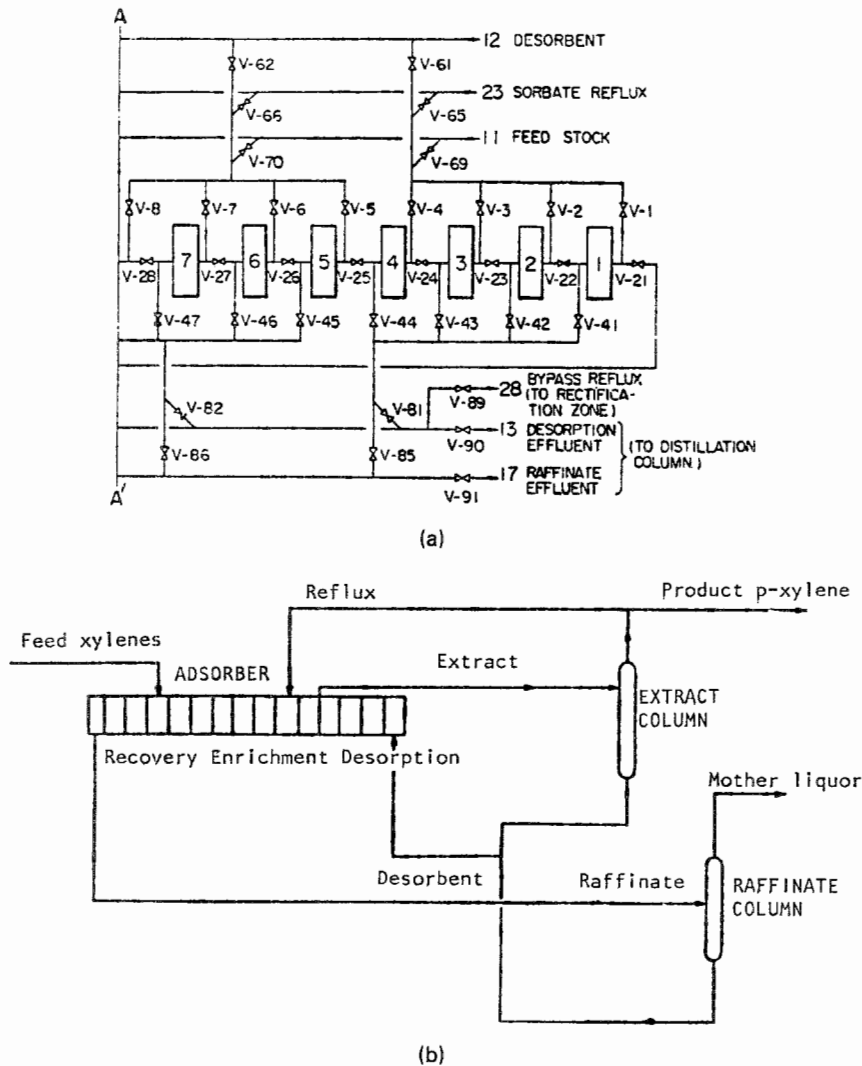 A
12 DESORBENT
V-62
V-61
23 SORBATE REFLUX
V-66
V-65
11 FEED STOCK
V-70
V-69
V-8
V-7
V-6
V-5
V-4
V-3
V-2
V-1
7
6
5
4
3
2
1
V-28
V-27
V-26
V-25
V-24
V-23
V-22
V-21
V-47
V-46
V-45
V-44
V-43
V-42
V-41
BYPASS REFLUX
28 (TO RECTIFICA-
TION ZONE)
V-82
V-81
V-89
13 DESORPTION
EFFLUENT
V-90
(TO DISTILLATION
COLUMN)
V-86
V-85
17 RAFFINATE
EFFLUENT
V-91
A'
(a)
Reflux
Product p-xylene
Feed xylenes
Extract
ADSORBER
EXTRACT
COLUMN
Recovery Enrichment Desorption
Mother liquor
Desorbent
Raffinate
RAFFINATE
COLUMN
(b)